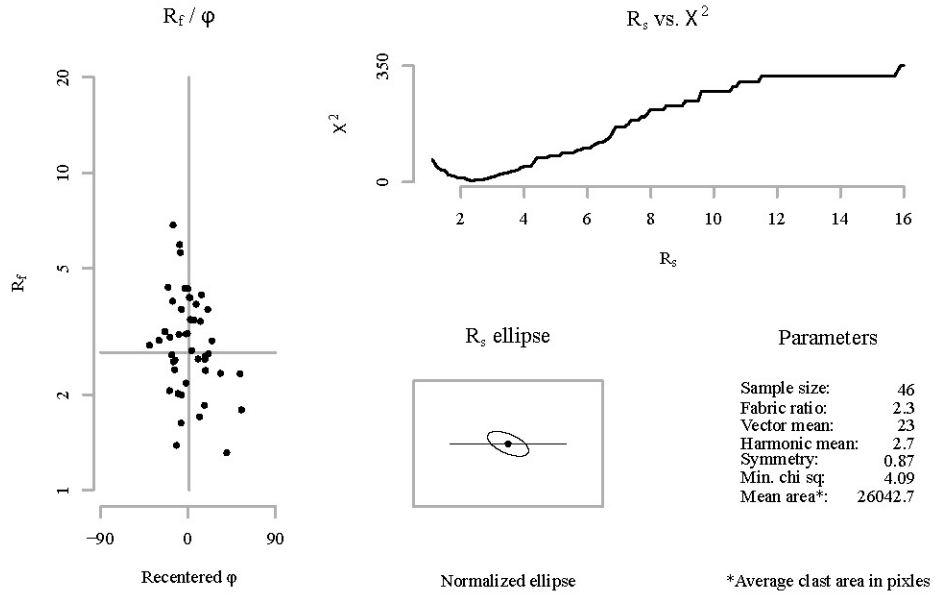 Rf / φ
20
10
5
2
1
Rf
−90 0 90
Recentered φ
Rs vs. X2
350
0
X2
2 4 6 8 10 12 14 16
Rs
Rs ellipse
Normalized ellipse
Parameters
Sample size: 46
Fabric ratio: 2.3
Vector mean: 23
Harmonic mean: 2.7
Symmetry: 0.87
Min. chi sq: 4.09
Mean area*: 26042.7
*Average clast area in pixles